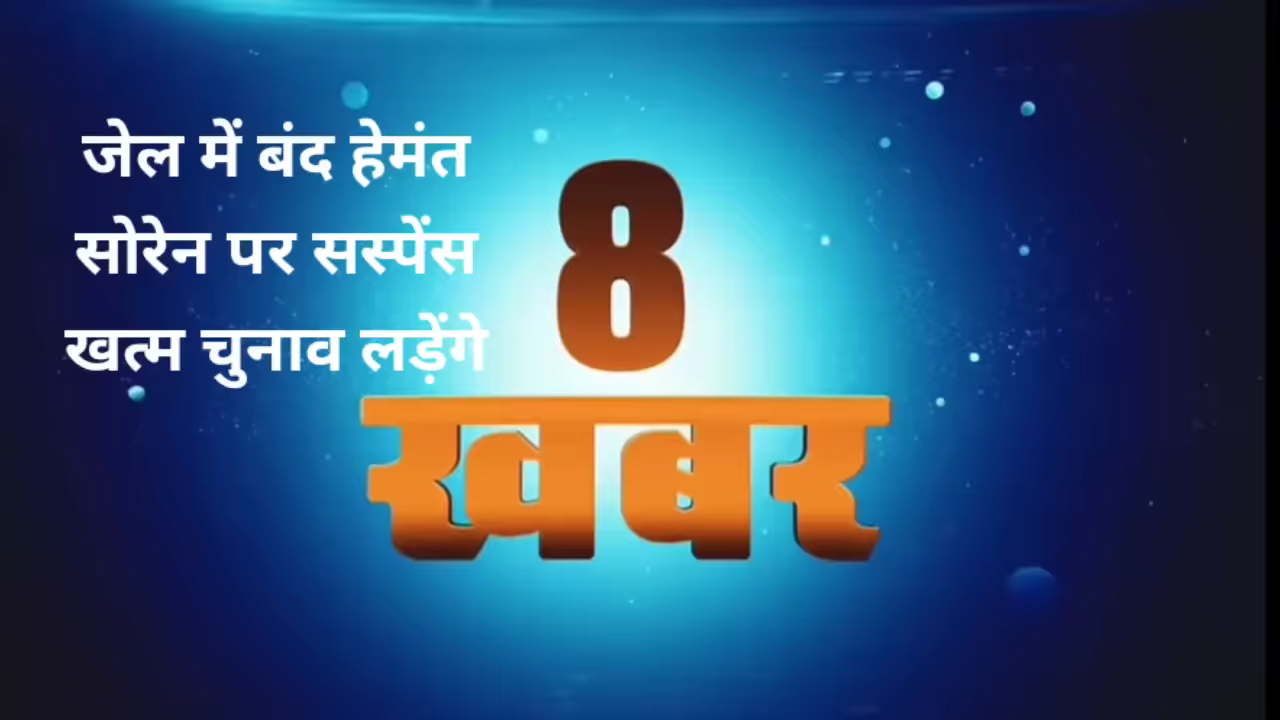 जेल में बंद हेमंत
सोरेन पर सस्पेंस
खत्म चुनाव लड़ेंगे
8
खबर